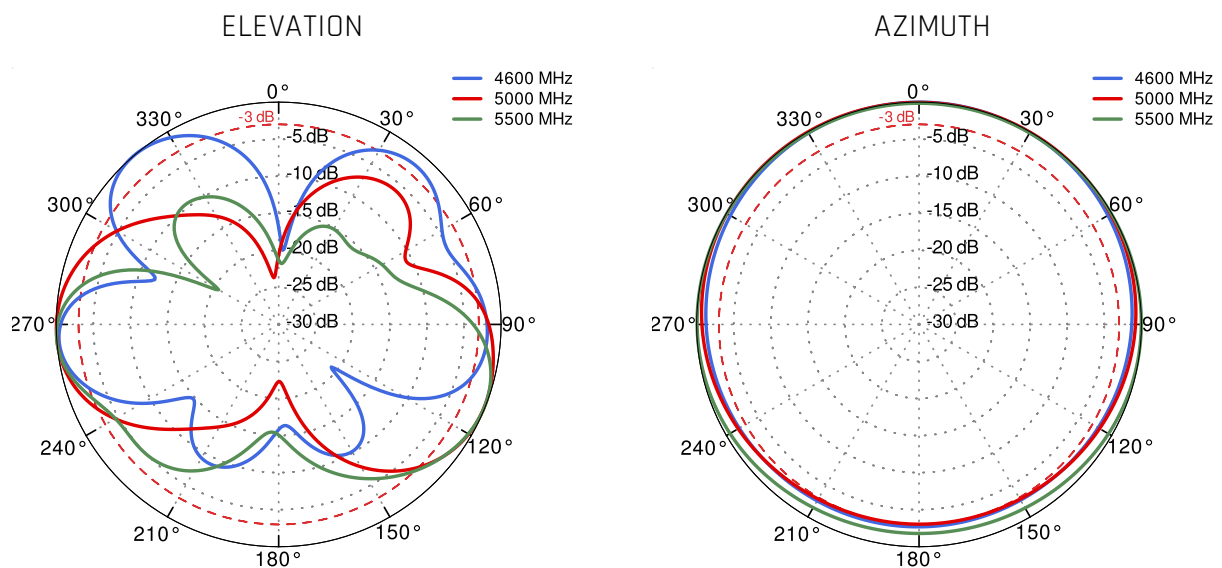 ELEVATION
4600 MHz
5000 MHz
5500 MHz
0°
330°
-3 dB
30°
-5 dB
-10 dB
300°
-15 dB
60°
-20 dB
-25 dB
270°
-30 dB
90°
240°
120°
210°
150°
180°
AZIMUTH
4600 MHz
5000 MHz
5500 MHz
0°
330°
-3 dB
30°
-5 dB
-10 dB
300°
-15 dB
60°
-20 dB
-25 dB
270°
-30 dB
90°
240°
120°
210°
150°
180°